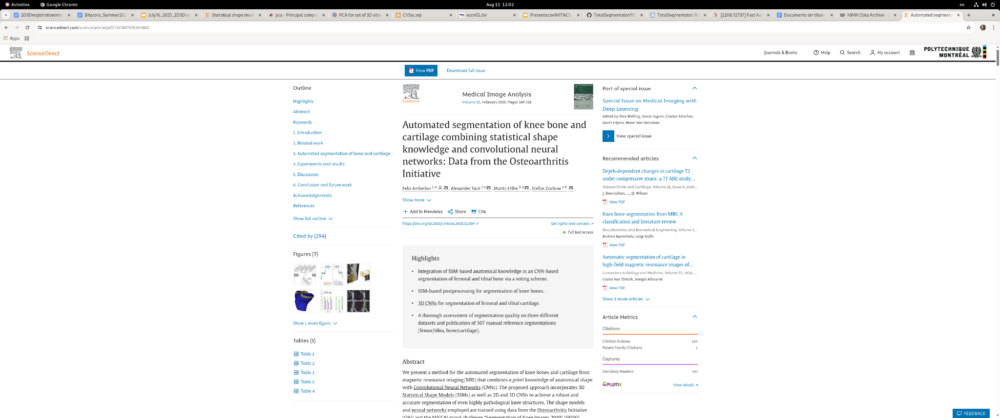 Activities
Google Chrome
Aug 11 12:02
en
2D3DregistrationInter
Bitacora_Summer202
July16_2025_2D3Dre
Statistical shape mode
pca - Principal compo
PCA for set of 3D obje
Ch5sc.wp
eccv02.dvi
PresentacionMITACS
TotalSegmentator/RE
TotalSegmentator: Ro
[2208.12737] Fast Aut
Documento sin título
NIMH Data Archive -
Automated segmenta
sciencedirect.com/science/article/pii/S1361841518304882
Apps
ScienceDirect
Journals & Books
Help
Search
My account
POLYTECHNIQUE
MONTRÉAL
View PDF
Download full issue
Outline
Highlights
Abstract
Keywords
1. Introduction
2. Related work
3. Automated segmentation of bone and cartilage
4. Experiments and results
5. Discussion
6. Conclusion and future work
Acknowledgements
References
Show full outline
Cited by (294)
Figures (7)
Show 1 more figure
Tables (5)
Table 1
Table 2
Table 3
Table 5
Table 4
ELSEVIER
Medical Image Analysis
Volume 52, February 2019, Pages 109-118
Automated segmentation of knee bone and
cartilage combining statistical shape
knowledge and convolutional neural
networks: Data from the Osteoarthritis
Initiative
Felix Ambellan 1 a, Alexander Tack 1 a, Moritz Ehlke b a, Stefan Zachow a b
Show more
Add to Mendeley
Share
Cite
https://doi.org/10.1016/j.media.2018.11.009
Get rights and content
Full text access
Highlights
• Integration of SSM-based anatomical knowledge in an CNN-based
segmentation of femoral and tibial bone via a voting scheme.
• SSM-based postprocessing for segmentation of knee bones.
• 3D CNNs for segmentation of femoral and tibial cartilage.
• A thorough assessment of segmentation quality on three different
datasets and publication of 507 manual reference segmentations
(femur/tibia, bone/cartilage).
Abstract
We present a method for the automated segmentation of knee bones and cartilage from
magnetic resonance imaging(MRI) that combines a priori knowledge of anatomical shape
with Convolutional Neural Networks (CNNs). The proposed approach incorporates 3D
Statistical Shape Models (SSMs) as well as 2D and 3D CNNs to achieve a robust and
accurate segmentation of even highly pathological knee structures. The shape models
and neural networks employed are trained using data from the Osteoarthritis Initiative
(OAI) and the MICCAI grand challenge "Segmentation of Knee Images 2010" (SKI10),
Part of special issue
Special Issue on Medical Imaging with
Deep Learning
Edited by Max Welling, Ivana Isgum, Clarisa Sánchez,
Geert Litjens, Bram Van Ginneken
View special issue
Recommended articles
Depth-dependent changes in cartilage T2
under compressive strain: a 7T MRI study…
Osteoarthritis and Cartilage, Volume 28, Issue 9, 2020…
J. Desrochers, …, D. Wilson
View PDF
Knee bone segmentation from MRI: A
classification and literature review
Biocybernetics and Biomedical Engineering, Volume 3…
Andrea Aprovitola, Luigi Gallo
View PDF
Automatic segmentation of cartilage in
high-field magnetic resonance images of…
Computers in Biology and Medicine, Volume 72, 2016, …
Ceyda Nur Öztürk, Songül Albayrak
View PDF
Show 3 more articles
Article Metrics
Citations
Citation Indexes 294
Patent Family Citations 2
Captures
Mendeley Readers 343
PLUMX
View details
FEEDBACK